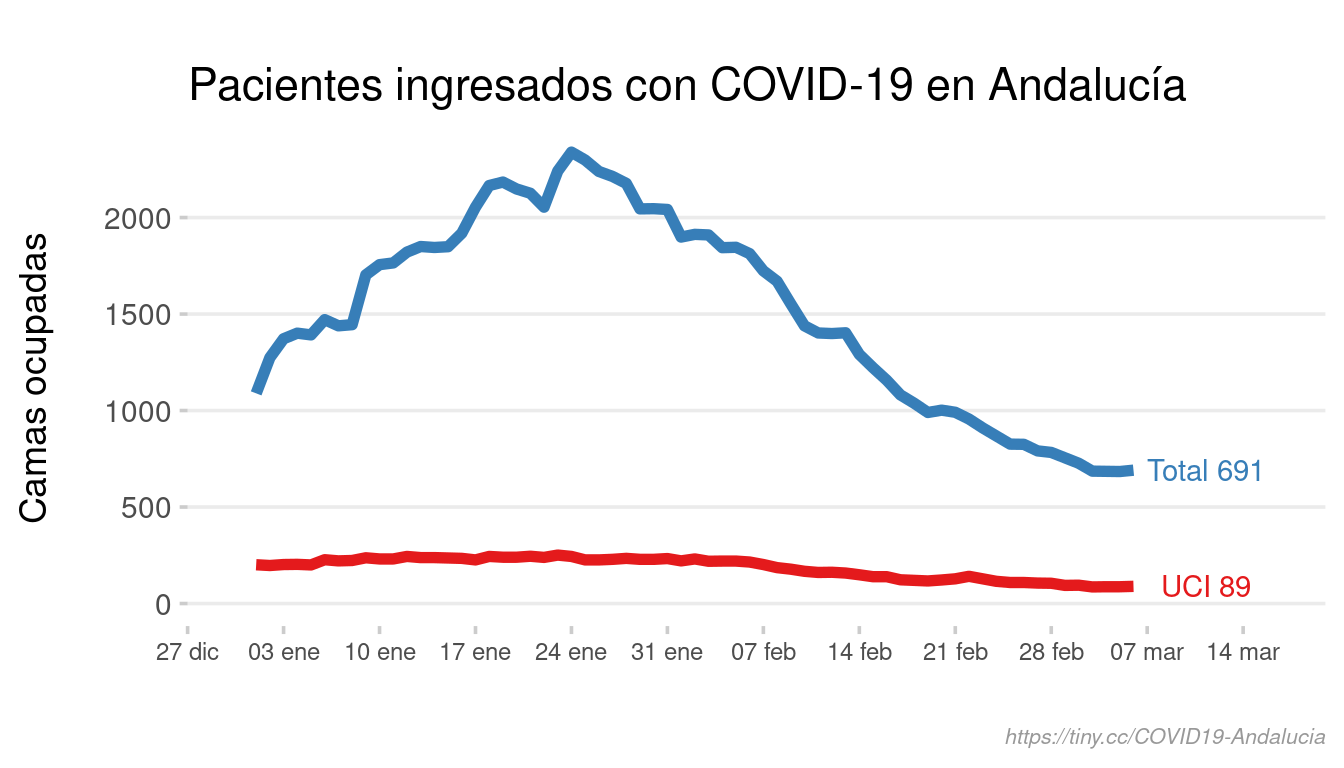 Pacientes ingresados con COVID-19 en Andalucía
Camas ocupadas
2000
1500
1000
500
0
Total 691
UCI 89
27 dic 03 ene 10 ene 17 ene 24 ene 31 ene 07 feb 14 feb 21 feb 28 feb 07 mar 14 mar
https://tiny.cc/COVID19-Andalucia